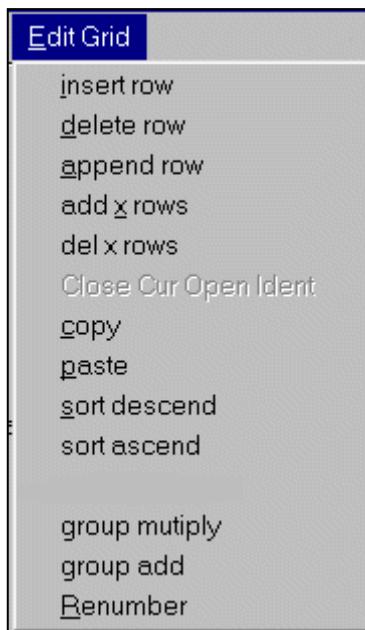 Edit Grid
insert row
delete row
append row
add x rows
del x rows
Close Cur Open Ident
copy
paste
sort descend
sort ascend
group mutiply
group add
Renumber